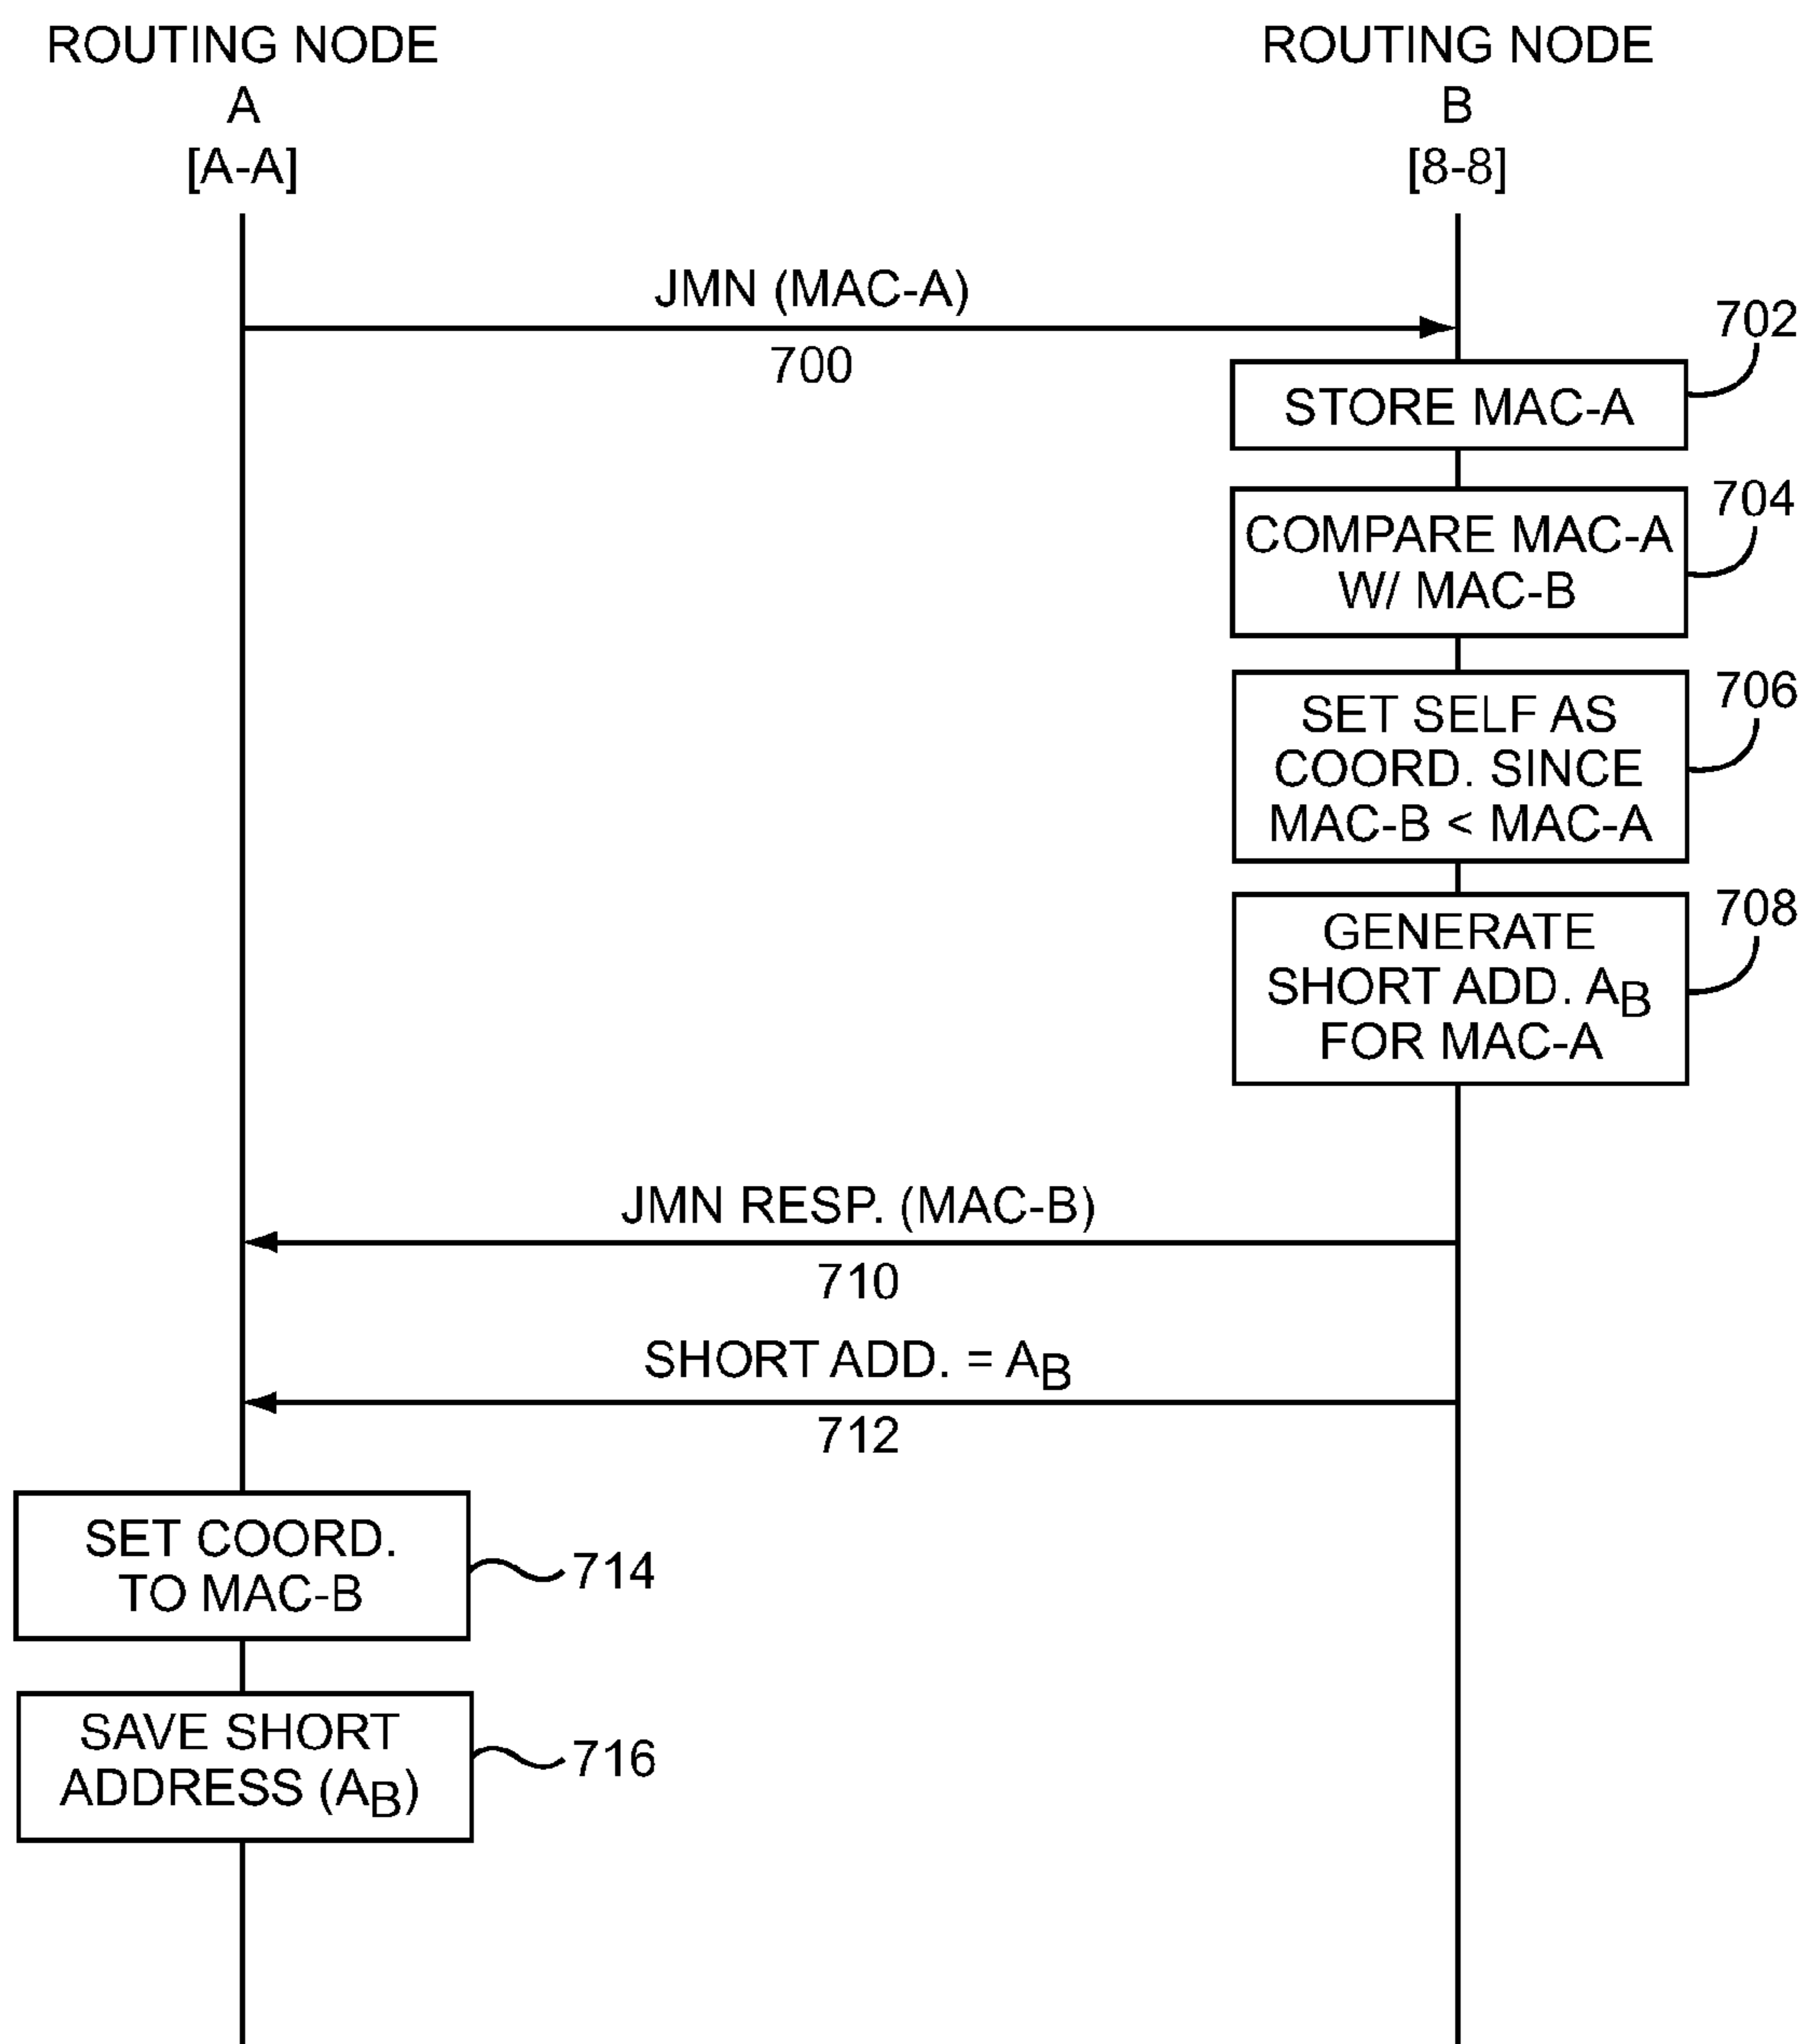 ROUTING NODE
A
[A-A]
ROUTING NODE
B
[8-8]
JMN (MAC-A)
700
702
STORE MAC-A
704
COMPARE MAC-A
W/ MAC-B
706
SET SELF AS
COORD. SINCE
MAC-B < MAC-A
708
GENERATE
SHORT ADD. AB
FOR MAC-A
JMN RESP. (MAC-B)
710
SHORT ADD. = AB
712
SET COORD.
TO MAC-B
714
SAVE SHORT
ADDRESS (AB)
716